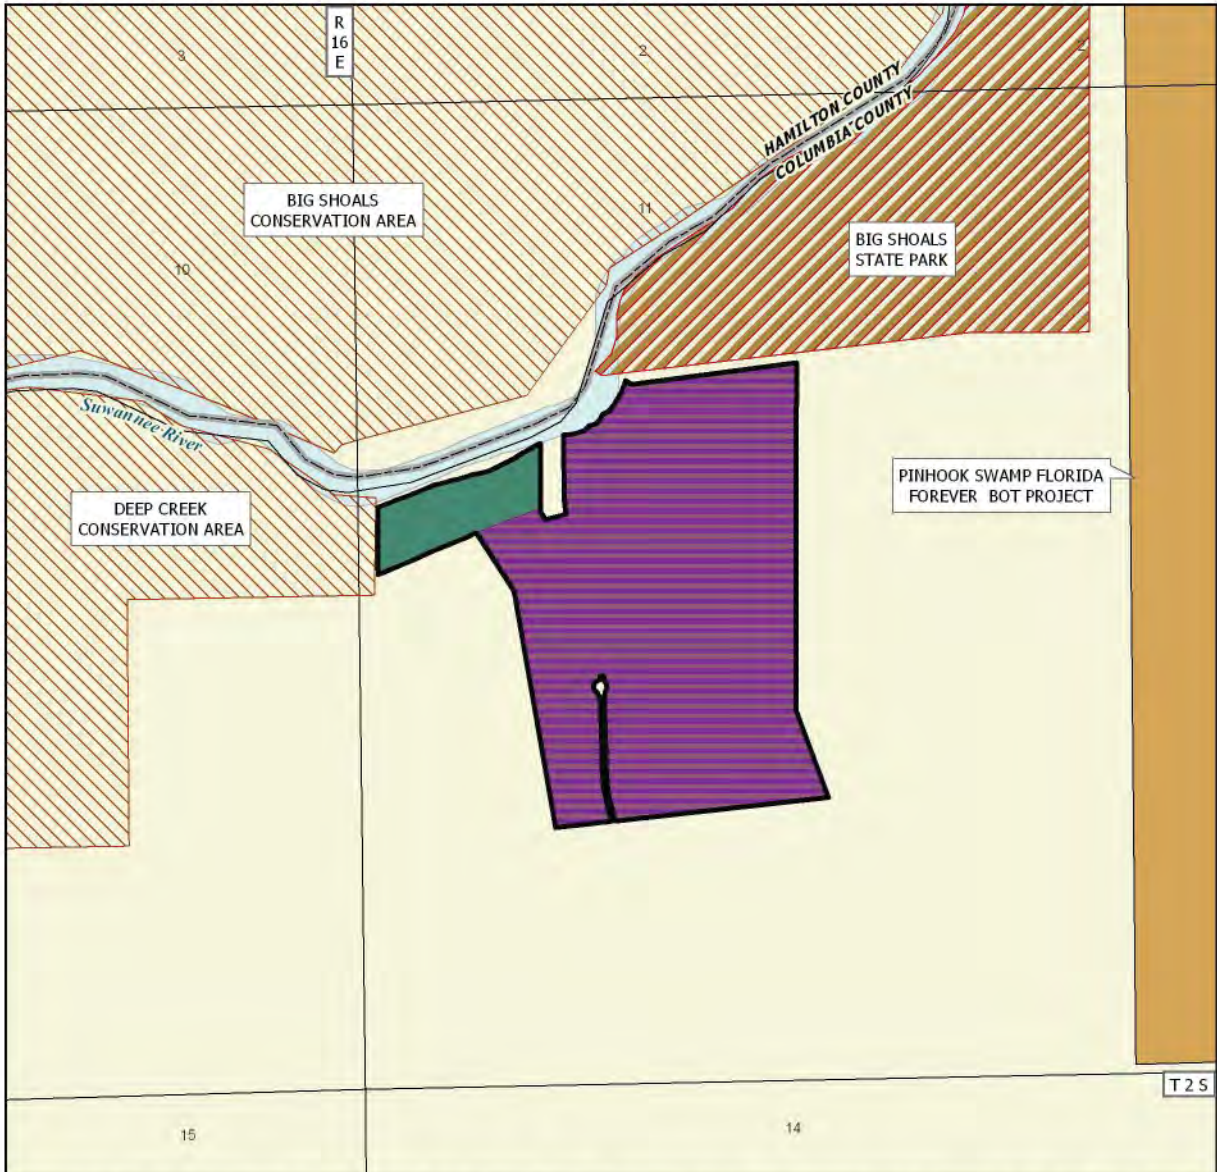 R
16
E
3
2
2
HAMILTON COUNTY
COLUMBIA COUNTY
BIG SHOALS
CONSERVATION AREA
11
BIG SHOALS
STATE PARK
10
Suwannee River
PINHOOK SWAMP FLORIDA
FOREVER BOT PROJECT
DEEP CREEK
CONSERVATION AREA
T 2 S
15
14